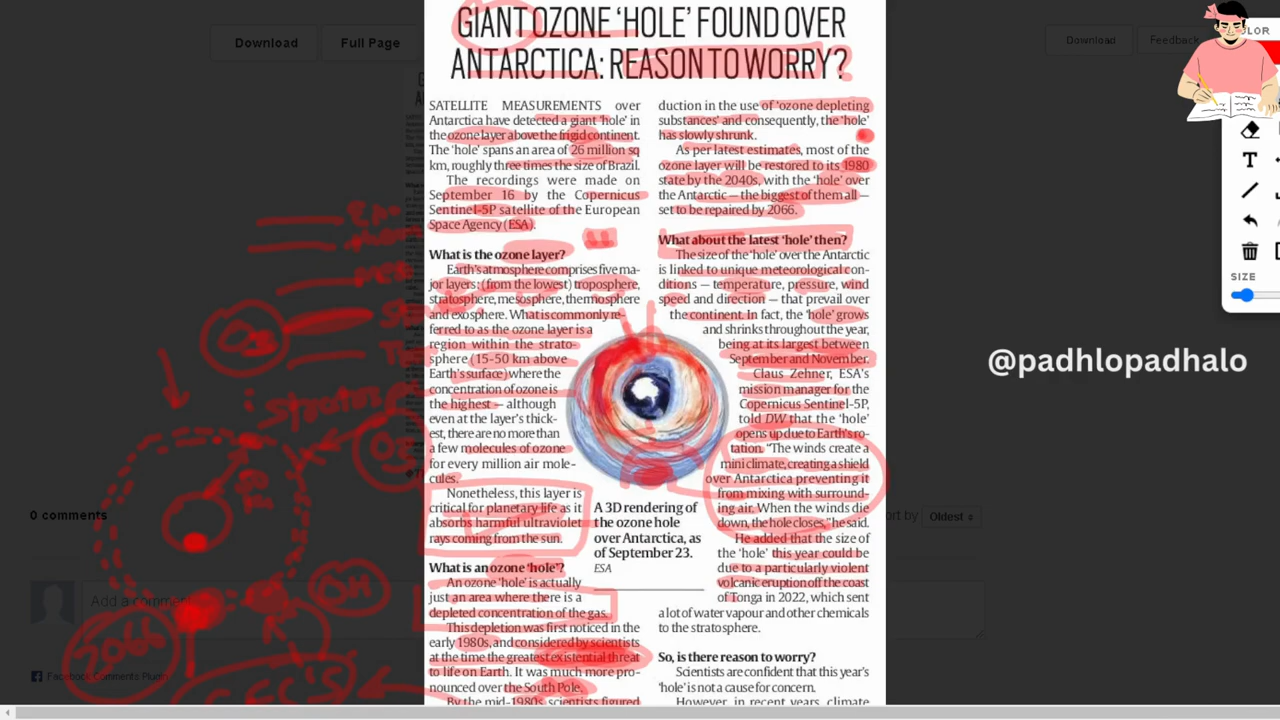 Download
Full Page
Download
Feedback
GIANT OZONE ‘HOLE’ FOUND OVER
ANTARCTICA: REASON TO WORRY?
SATELLITE MEASUREMENTS over
Antarctica have detected a giant ‘hole’ in
the ozone layer above the frigid continent.
The ‘hole’ spans an area of 26 million sq
km, roughly three times the size of Brazil.
The recordings were made on
September 16 by the Copernicus
Sentinel-5P satellite of the European
Space Agency (ESA).
What is the ozone layer?
Earth’s atmosphere comprises five ma-
jor layers: (from the lowest) troposphere,
stratosphere, mesosphere, thermosphere
and exosphere. What is commonly re-
ferred to as the ozone layer is a
region within the strato-
sphere (15-50 km above
Earth’s surface) where the
concentration of ozone is
the highest — although
even at the layer’s thick-
est, there are no more than
a few molecules of ozone
for every million air mole-
cules.
Nonetheless, this layer is
critical for planetary life as it
absorbs harmful ultraviolet
rays coming from the sun.
What is an ozone ‘hole’?
An ozone ‘hole’ is actually
just an area where there is a
depleted concentration of the gas.
This depletion was first noticed in the
early 1980s, and considered by scientists
at the time the greatest existential threat
to life on Earth. It was much more pro-
nounced over the South Pole.
By the mid-1980s, scientists figured
A 3D rendering of
the ozone hole
over Antarctica, as
of September 23.
ESA
duction in the use of ‘ozone depleting
substances’ and consequently, the ‘hole’
has slowly shrunk.
As per latest estimates, most of the
ozone layer will be restored to its 1980
state by the 2040s, with the ‘hole’ over
the Antarctic — the biggest of them all —
set to be repaired by 2066.
What about the latest ‘hole’ then?
The size of the ‘hole’ over the Antarctic
is linked to unique meteorological con-
ditions — temperature, pressure, wind
speed and direction — that prevail over
the continent. In fact, the ‘hole’ grows
and shrinks throughout the year,
being at its largest between
September and November.
Claus Zehner, ESA’s
mission manager for the
Copernicus Sentinel-5P,
told DW that the ‘hole’
opens up due to Earth’s ro-
tation. “The winds create a
mini climate, creating a shield
over Antarctica preventing it
from mixing with surround-
ing air. When the winds die
down, the hole closes,” he said.
He added that the size of
the ‘hole’ this year could be
due to a particularly violent
volcanic eruption off the coast
of Tonga in 2022, which sent
a lot of water vapour and other chemicals
to the stratosphere.
So, is there reason to worry?
Scientists are confident that this year’s
‘hole’ is not a cause for concern.
However, in recent years, climate
T
SIZE
@padhlopadhalo
0 comments
by
Oldest
Add a comment
Facebook Comments Plugin